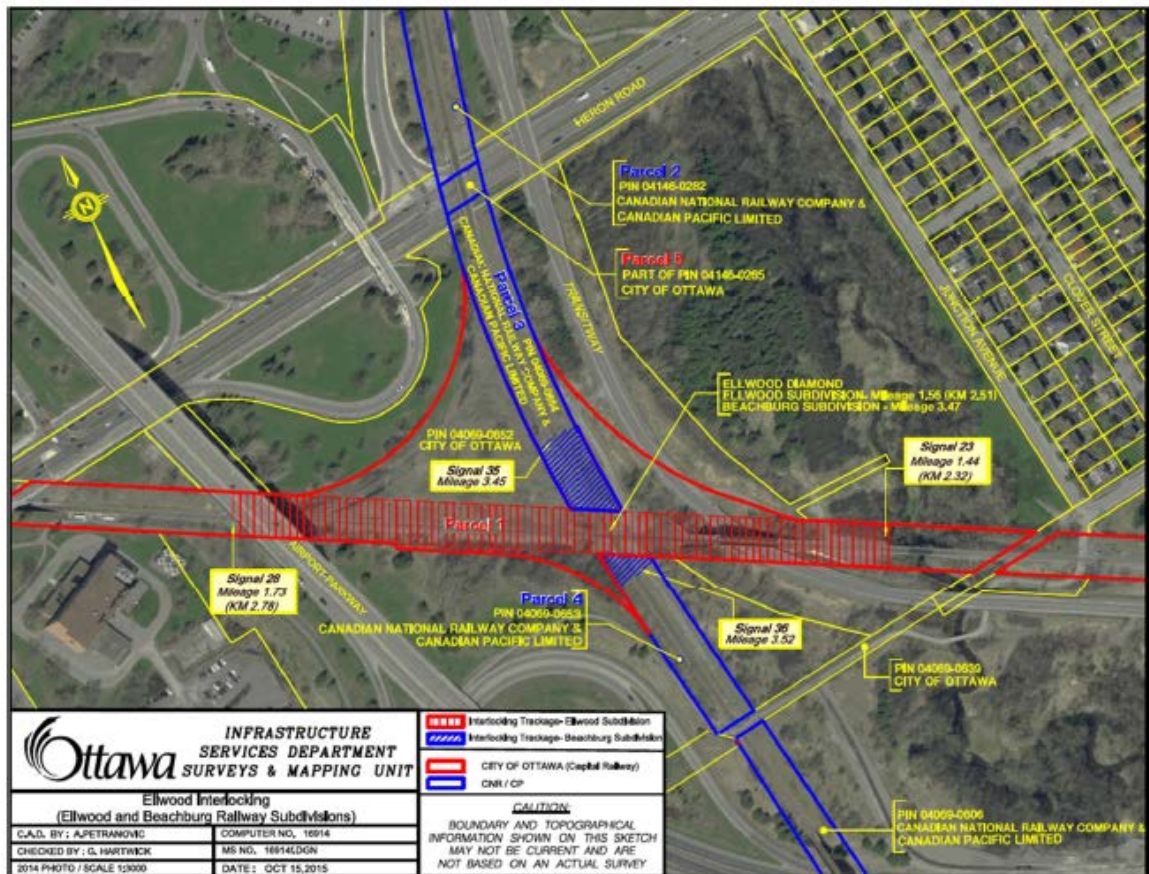 HERON ROAD
Parcel 2
PIN 04146-0282
CANADIAN NATIONAL RAILWAY COMPANY &
CANADIAN PACIFIC LIMITED
Parcel 5
PART OF PIN 04146-0265
CITY OF OTTAWA
N
Parcel 3
PIN 04069-0654
CANADIAN NATIONAL RAILWAY COMPANY &
CANADIAN PACIFIC LIMITED
TRANSITWAY
JUNCTION AVENUE
CLOVER STREET
ELLWOOD DIAMOND
ELLWOOD SUBDIVISION- Mileage 1.56 (KM 2.51)
BEACHBURG SUBDIVISION - Mileage 3.47
PIN 04069-0652
CITY OF OTTAWA
Signal 35
Mileage 3.45
Signal 23
Mileage 1.44
(KM 2.32)
Parcel 1
AIRPORT-PARKWAY
Signal 28
Mileage 1.73
(KM 2.78)
Parcel 4
PIN 04069-0653
CANADIAN NATIONAL RAILWAY COMPANY &
CANADIAN PACIFIC LIMITED
Signal 36
Mileage 3.52
PIN 04069-0639
CITY OF OTTAWA
PIN 04069-0606
CANADIAN NATIONAL RAILWAY COMPANY &
CANADIAN PACIFIC LIMITED
Ottawa
INFRASTRUCTURE
SERVICES DEPARTMENT
SURVEYS & MAPPING UNIT
Ellwood Interlocking
(Ellwood and Beachburg Railway Subdivisions)
C.A.D. BY : A.PETRANOVIC
COMPUTER NO. 16914
CHECKED BY : G. HARTWICK
MS NO. 16914I.DGN
2014 PHOTO / SCALE 1:3000
DATE : OCT 15,2015
Interlocking Trackage- Ellwood Subdivision
Interlocking Trackage- Beachburg Subdivision
CITY OF OTTAWA (Capital Railway)
CNR / CP
CAUTION:
BOUNDARY AND TOPOGRAPHICAL
INFORMATION SHOWN ON THIS SKETCH
MAY NOT BE CURRENT AND ARE
NOT BASED ON AN ACTUAL SURVEY